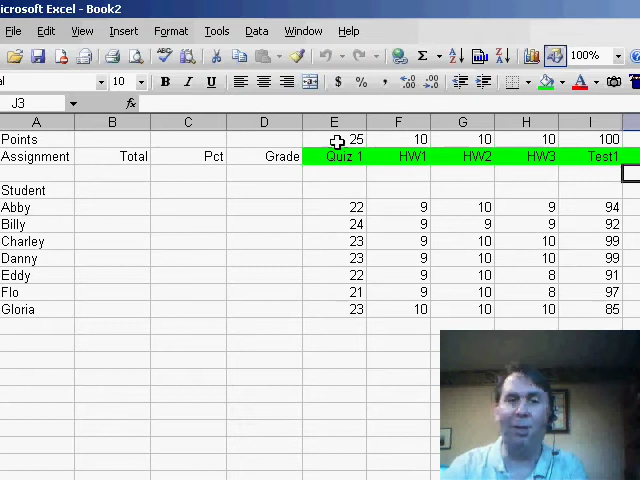 Microsoft Excel - Book2
File Edit View Insert Format Tools Data Window Help
Σ 100%
al 10 B I U $ % ,
J3 fx
A B C D E F G H I
Points 25 10 10 10 100
Assignment Total Pct Grade Quiz 1 HW1 HW2 HW3 Test1
Student
Abby 22 9 10 9 94
Billy 24 9 9 9 92
Charley 23 9 10 10 99
Danny 23 9 10 10 99
Eddy 22 9 10 8 91
Flo 21 9 10 8 97
Gloria 23 10 10 10 85